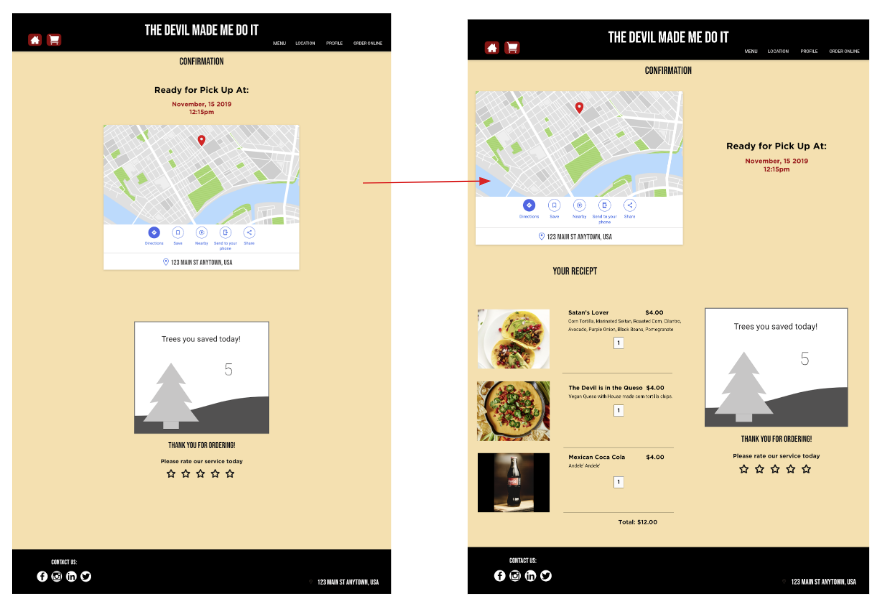 THE DEVIL MADE ME DO IT
MENU LOCATION PROFILE ORDER ONLINE
CONFIRMATION
Ready for Pick Up At:
November, 15 2019
12:15pm
Directions Save Nearby Send to your phone Share
123 MAIN ST ANYTOWN, USA
Trees you saved today!
5
THANK YOU FOR ORDERING!
Please rate our service today
CONTACT US:
123 MAIN ST ANYTOWN, USA
THE DEVIL MADE ME DO IT
MENU LOCATION PROFILE ORDER ONLINE
CONFIRMATION
Ready for Pick Up At:
November, 15 2019
12:15pm
Directions Save Nearby Send to your phone Share
123 MAIN ST ANYTOWN, USA
YOUR RECIEPT
Satan's Lover $4.00
Corn Tortilla, Marinated Seitan, Roasted Corn, Cilantro,
Avocado, Purple Onion, Black Beans, Pomegranate
1
The Devil is in the Queso $4.00
Vegan Queso with House made corn tortilla chips.
1
Mexican Coca Cola $4.00
Andele' Andele'
1
Total: $12.00
Trees you saved today!
5
THANK YOU FOR ORDERING!
Please rate our service today
CONTACT US:
123 MAIN ST ANYTOWN, USA